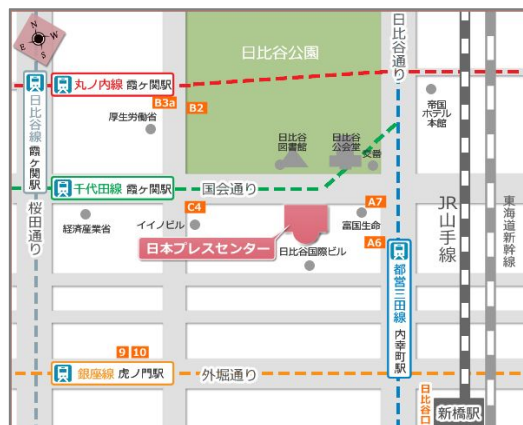 N
W
E
S
日比谷公園
日比谷通り
丸ノ内線 霞ヶ関駅
B3a
B2
厚生労働省
帝国
ホテル
本館
日比谷線 霞ヶ関駅
日比谷
図書館
日比谷
公会堂
交番
千代田線 霞ヶ関駅
国会通り
桜田通り
C4
A7
経済産業省
イイノビル
富国生命
日本プレスセンター
A6
日比谷国際ビル
都営三田線 内幸町駅
JR山手線
東海道新幹線
9 10
銀座線 虎ノ門駅
外堀通り
日比谷口
新橋駅